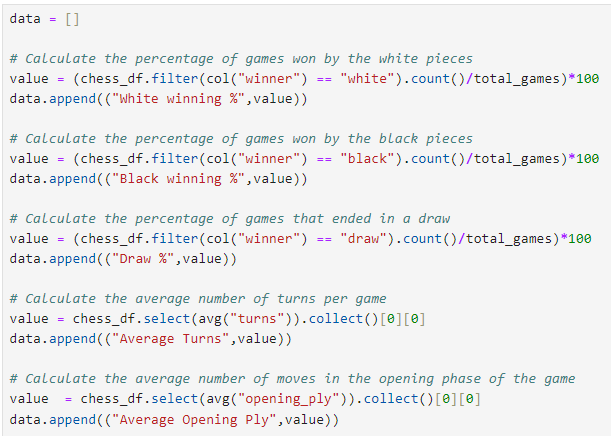 data = []
# Calculate the percentage of games won by the white pieces
value = (chess_df.filter(col("winner") == "white").count()/total_games)*100
data.append(("White winning %",value))
# Calculate the percentage of games won by the black pieces
value = (chess_df.filter(col("winner") == "black").count()/total_games)*100
data.append(("Black winning %",value))
# Calculate the percentage of games that ended in a draw
value = (chess_df.filter(col("winner") == "draw").count()/total_games)*100
data.append(("Draw %",value))
# Calculate the average number of turns per game
value = chess_df.select(avg("turns")).collect()[0][0]
data.append(("Average Turns",value))
# Calculate the average number of moves in the opening phase of the game
value  = chess_df.select(avg("opening_ply")).collect()[0][0]
data.append(("Average Opening Ply",value))